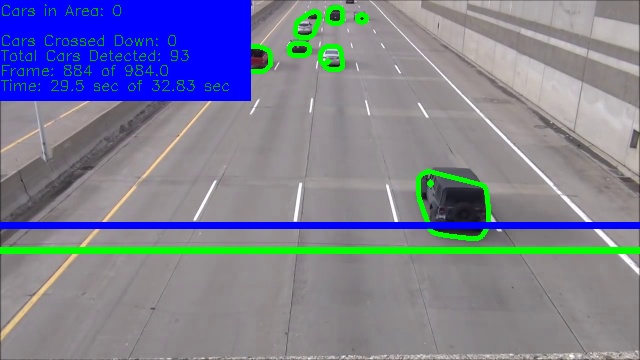 Cars in Area: 0
Cars Crossed Down: 0
Total Cars Detected: 93
Frame: 884 of 984.0
Time: 29.5 sec of 32.83 sec